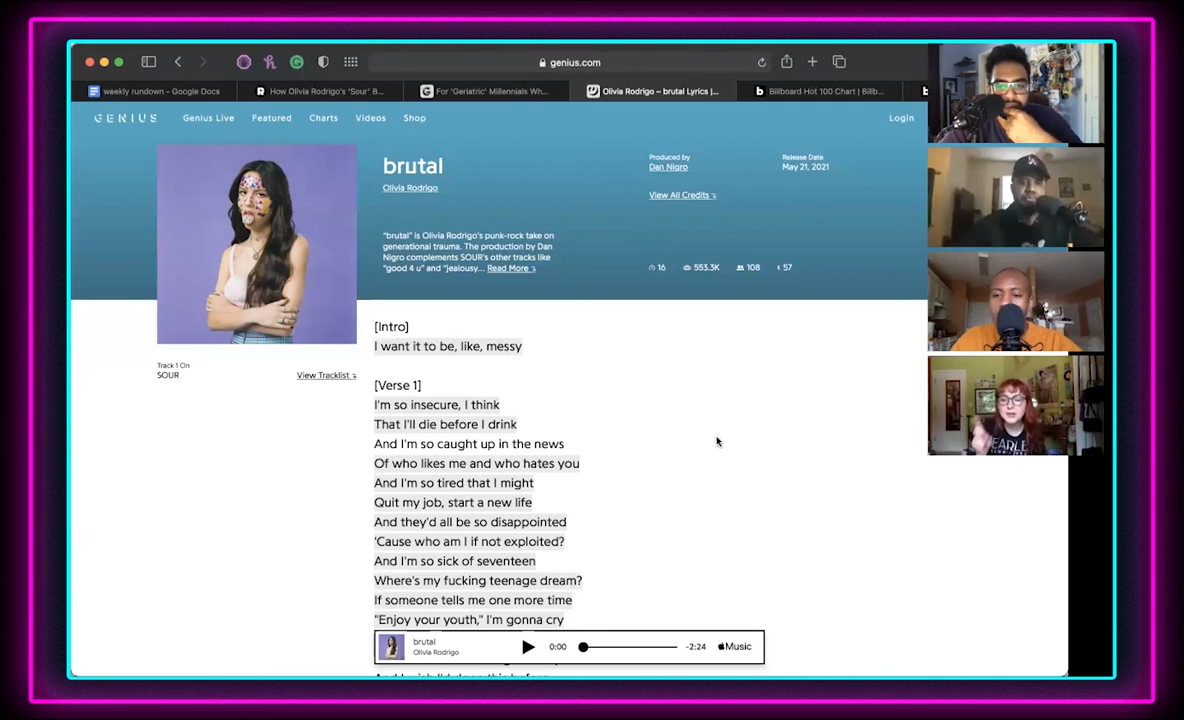 genius.com
weekly rundown - Google Docs
How Olivia Rodrigo's 'Sour' B...
For 'Geriatric' Millennials Wh...
Olivia Rodrigo – brutal Lyrics |...
Billboard Hot 100 Chart | Billb...
GENIUS
Genius Live
Featured
Charts
Videos
Shop
Login
brutal
Olivia Rodrigo
Produced by
Dan Nigro
Release Date
May 21, 2021
View All Credits
"brutal" is Olivia Rodrigo's punk-rock take on
generational trauma. The production by Dan
Nigro complements SOUR's other tracks like
"good 4 u" and "jealousy... Read More
16
553.3K
108
57
Track 1 On
SOUR
View Tracklist
[Intro]
I want it to be, like, messy
[Verse 1]
I'm so insecure, I think
That I'll die before I drink
And I'm so caught up in the news
Of who likes me and who hates you
And I'm so tired that I might
Quit my job, start a new life
And they'd all be so disappointed
'Cause who am I if not exploited?
And I'm so sick of seventeen
Where's my fucking teenage dream?
If someone tells me one more time
"Enjoy your youth," I'm gonna cry
brutal
Olivia Rodrigo
0:00
-2:24
Music